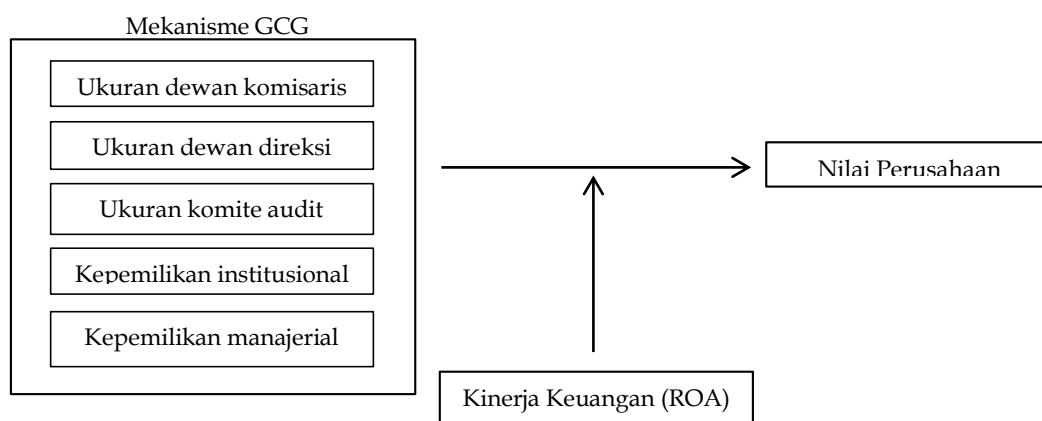 Mekanisme GCG
Ukuran dewan komisaris
Ukuran dewan direksi
Ukuran komite audit
Kepemilikan institusional
Kepemilikan manajerial
Nilai Perusahaan
Kinerja Keuangan (ROA)